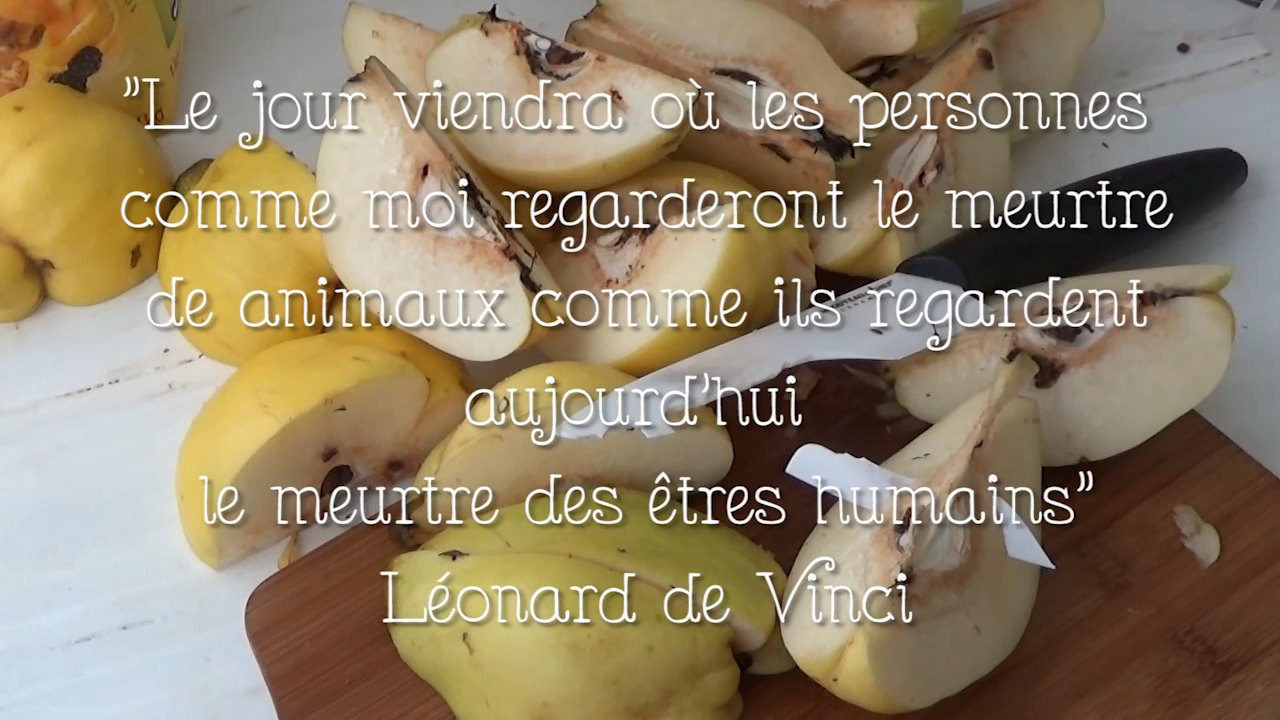 "Le jour viendra où les personnes
comme moi regarderont le meurtre
de animaux comme ils regardent
aujourd'hui
le meurtre des êtres humains"
Léonard de Vinci